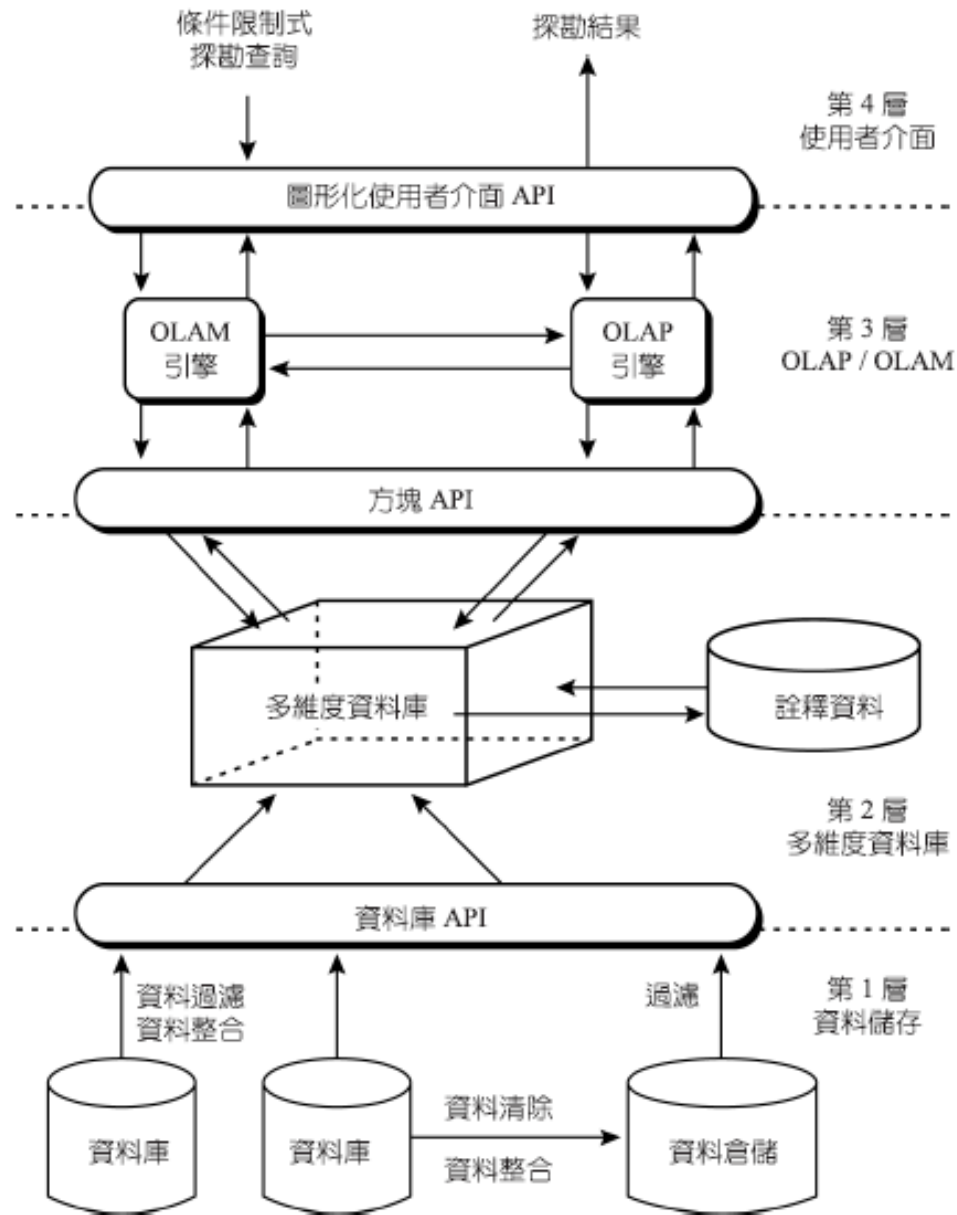 條件限制式
探勘查詢
探勘結果
第 4 層
使用者介面
圖形化使用者介面 API
OLAM
引擎
OLAP
引擎
第 3 層
OLAP / OLAM
方塊 API
多維度資料庫
詮釋資料
第 2 層
多維度資料庫
資料庫 API
資料過濾
資料整合
過濾
第 1 層
資料儲存
資料庫
資料庫
資料清除
資料整合
資料倉儲